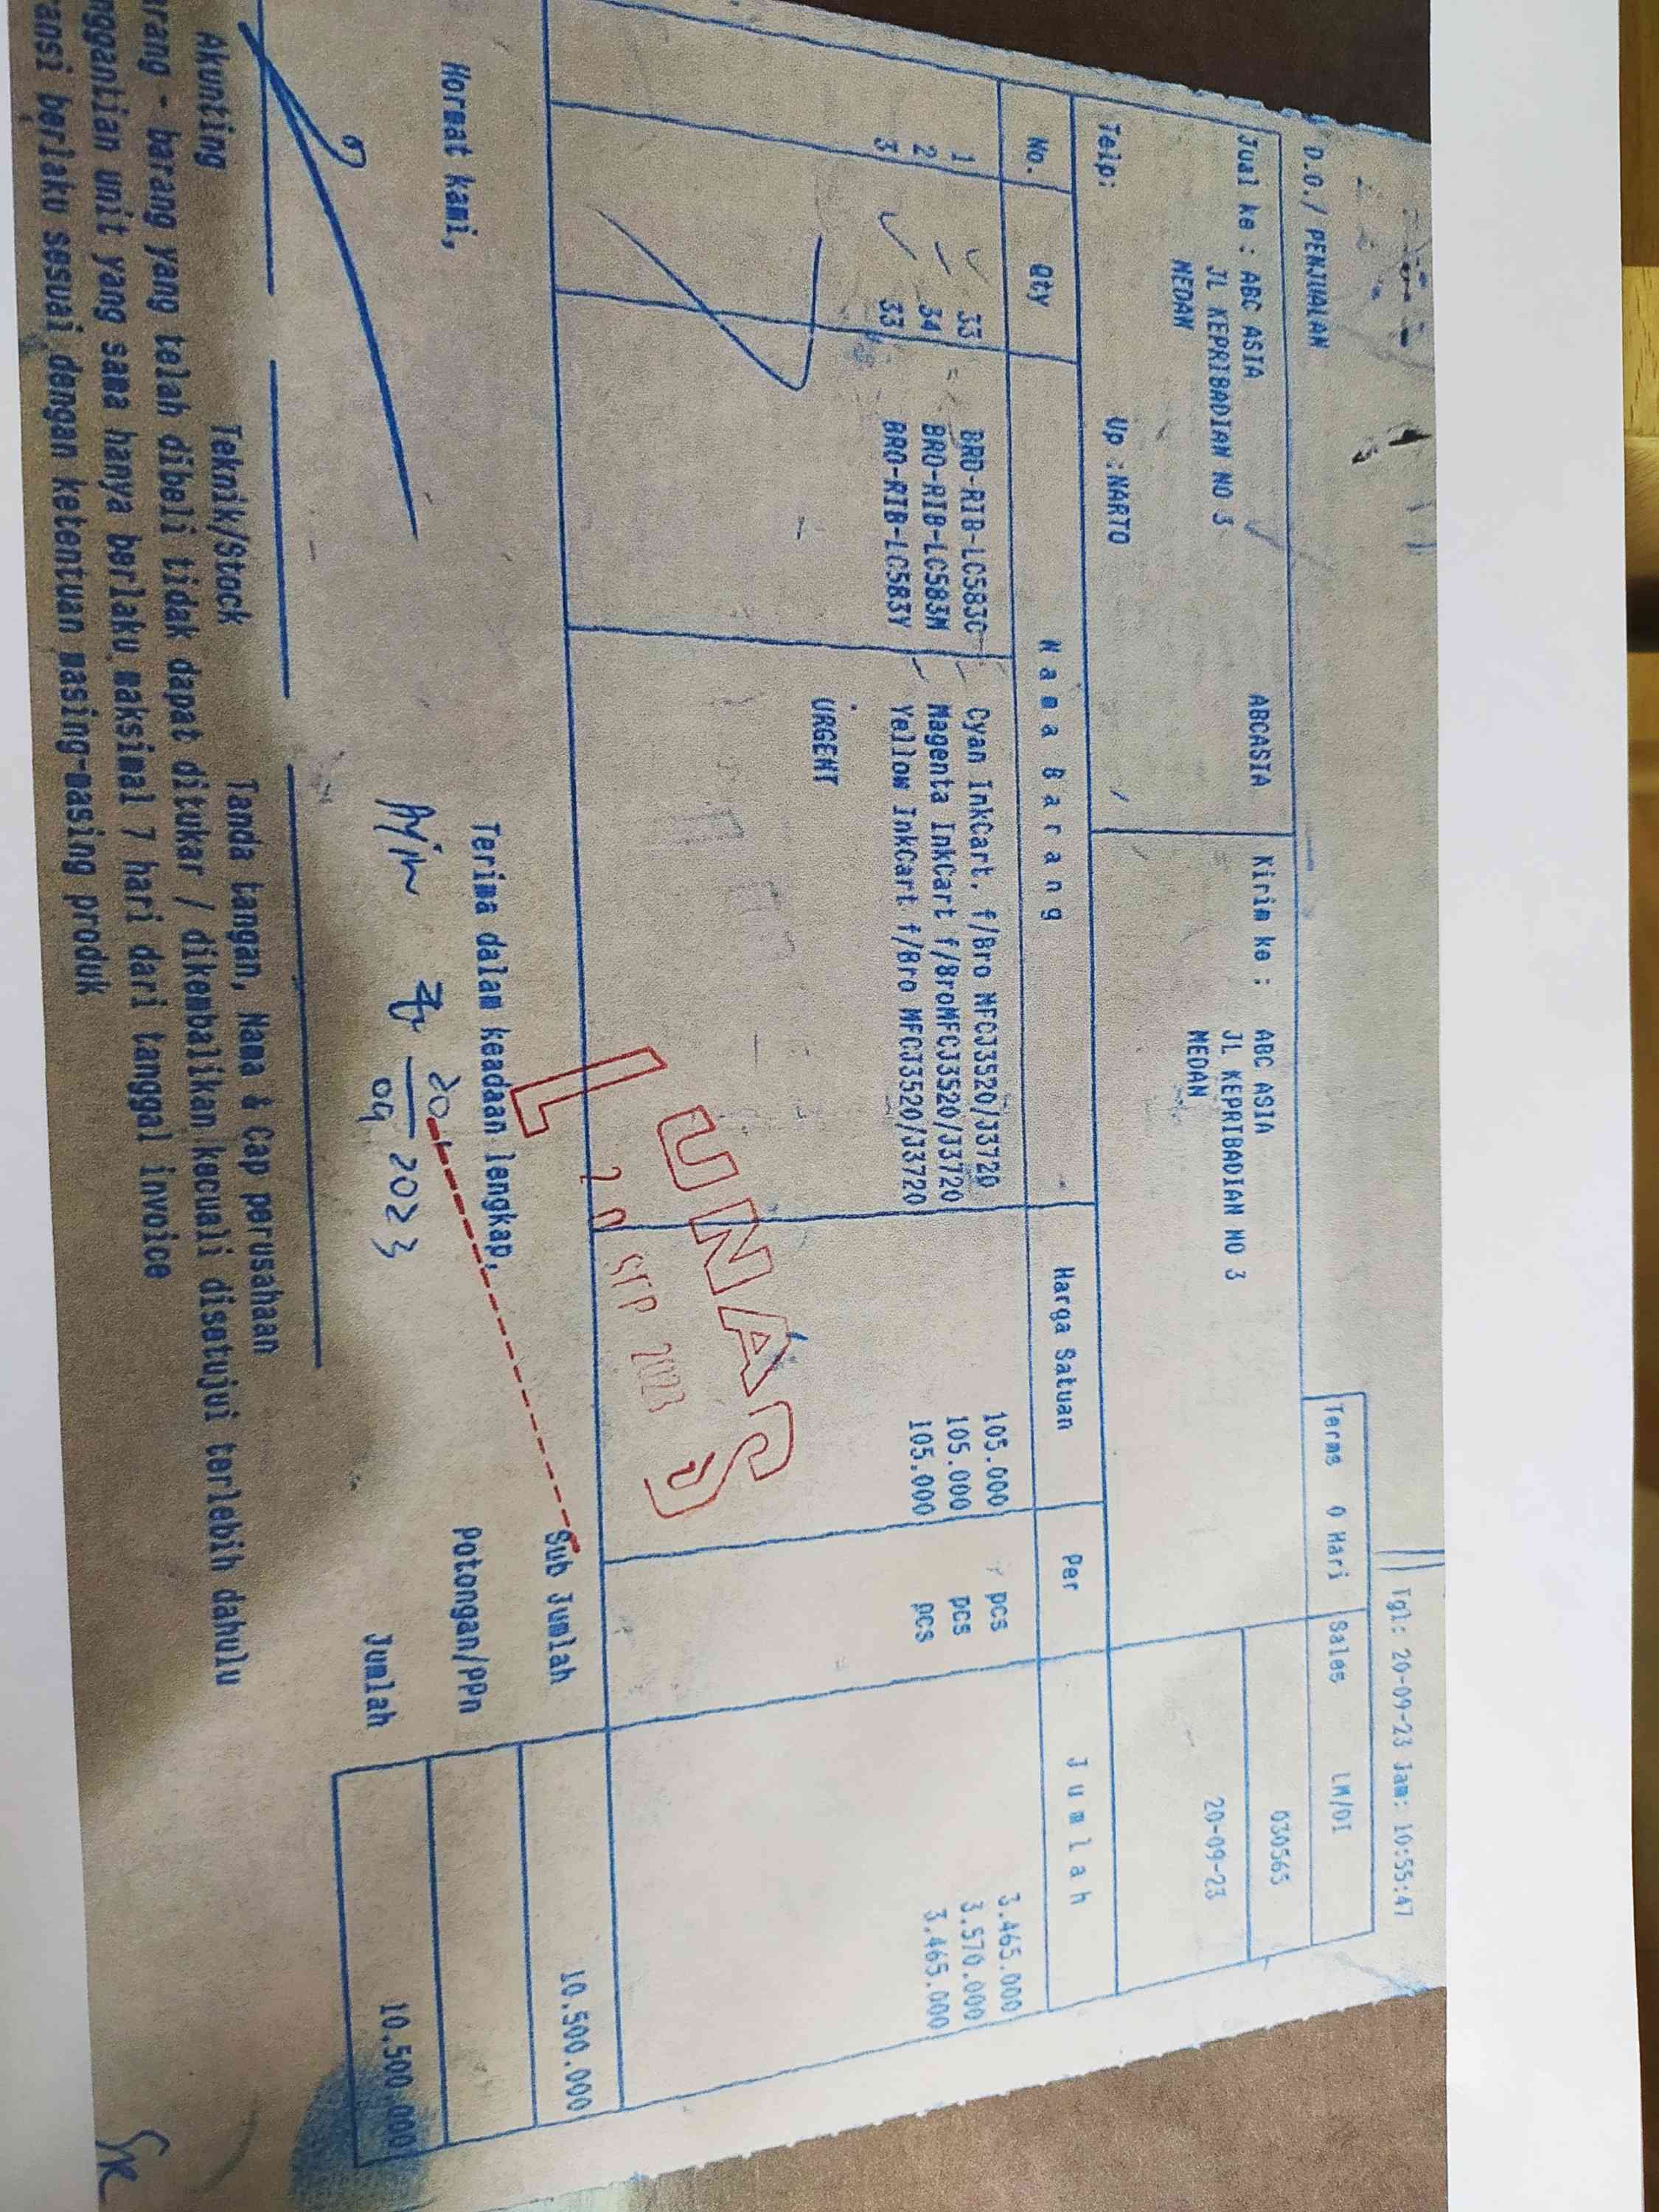 Tgl: 20-09-23 Jam: 10:55:47
D.O./ PENJUALAN
Terms 0 Hari Sales LM/DI
Jual ke : ABC ASIA ABCASIA
JL KEPRIBADIAN NO 3
MEDAN
Telp: Up :NARTO
Kirim ke : ABC ASIA
JL KEPRIBADIAN NO 3
MEDAN
030563
20-09-23
No. Qty Nama Barang Harga Satuan Per Jumlah
1 33 BRO-RIB-LC583C Cyan InkCart. f/Bro MFCJ3520/J3720 105.000 pcs 3.465.000
2 34 BRO-RIB-LC583M Magenta InkCart f/BroMFCJ3520/J3720 105.000 pcs 3.570.000
3 33 BRO-RIB-LC583Y Yellow InkCart f/Bro MFCJ3520/J3720 105.000 pcs 3.465.000
URGENT
LUNAS
20 SEP 2023
Sub Jumlah 10.500.000
Hormat kami, Terima dalam keadaan lengkap, Potongan/PPn
20
09 2023
Jumlah 10.500.000
Akunting Teknik/Stock Tanda tangan, Nama & Cap perusahaan
arang - barang yang telah dibeli tidak dapat ditukar / dikembalikan kecuali disetujui terlebih dahulu
nggantian unit yang sama hanya berlaku maksimal 7 hari dari tanggal invoice
ransi berlaku sesuai dengan ketentuan masing-masing produk